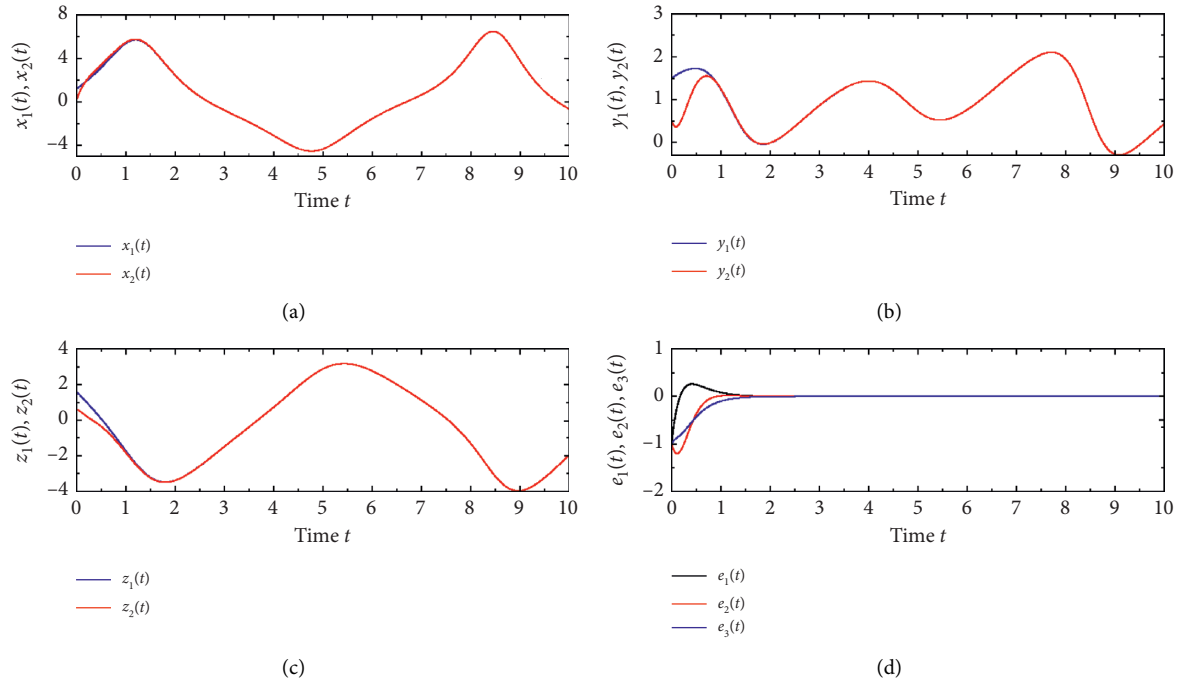 8
4
0
−4
x₁(t), x₂(t)
0 1 2 3 4 5 6 7 8 9 10
Time t
x₁(t)
x₂(t)
(a)
3
2
1
0
y₁(t), y₂(t)
0 1 2 3 4 5 6 7 8 9 10
Time t
y₁(t)
y₂(t)
(b)
4
2
0
−2
−4
z₁(t), z₂(t)
0 1 2 3 4 5 6 7 8 9 10
Time t
z₁(t)
z₂(t)
(c)
1
0
−1
−2
e₁(t), e₂(t), e₃(t)
0 1 2 3 4 5 6 7 8 9 10
Time t
e₁(t)
e₂(t)
e₃(t)
(d)